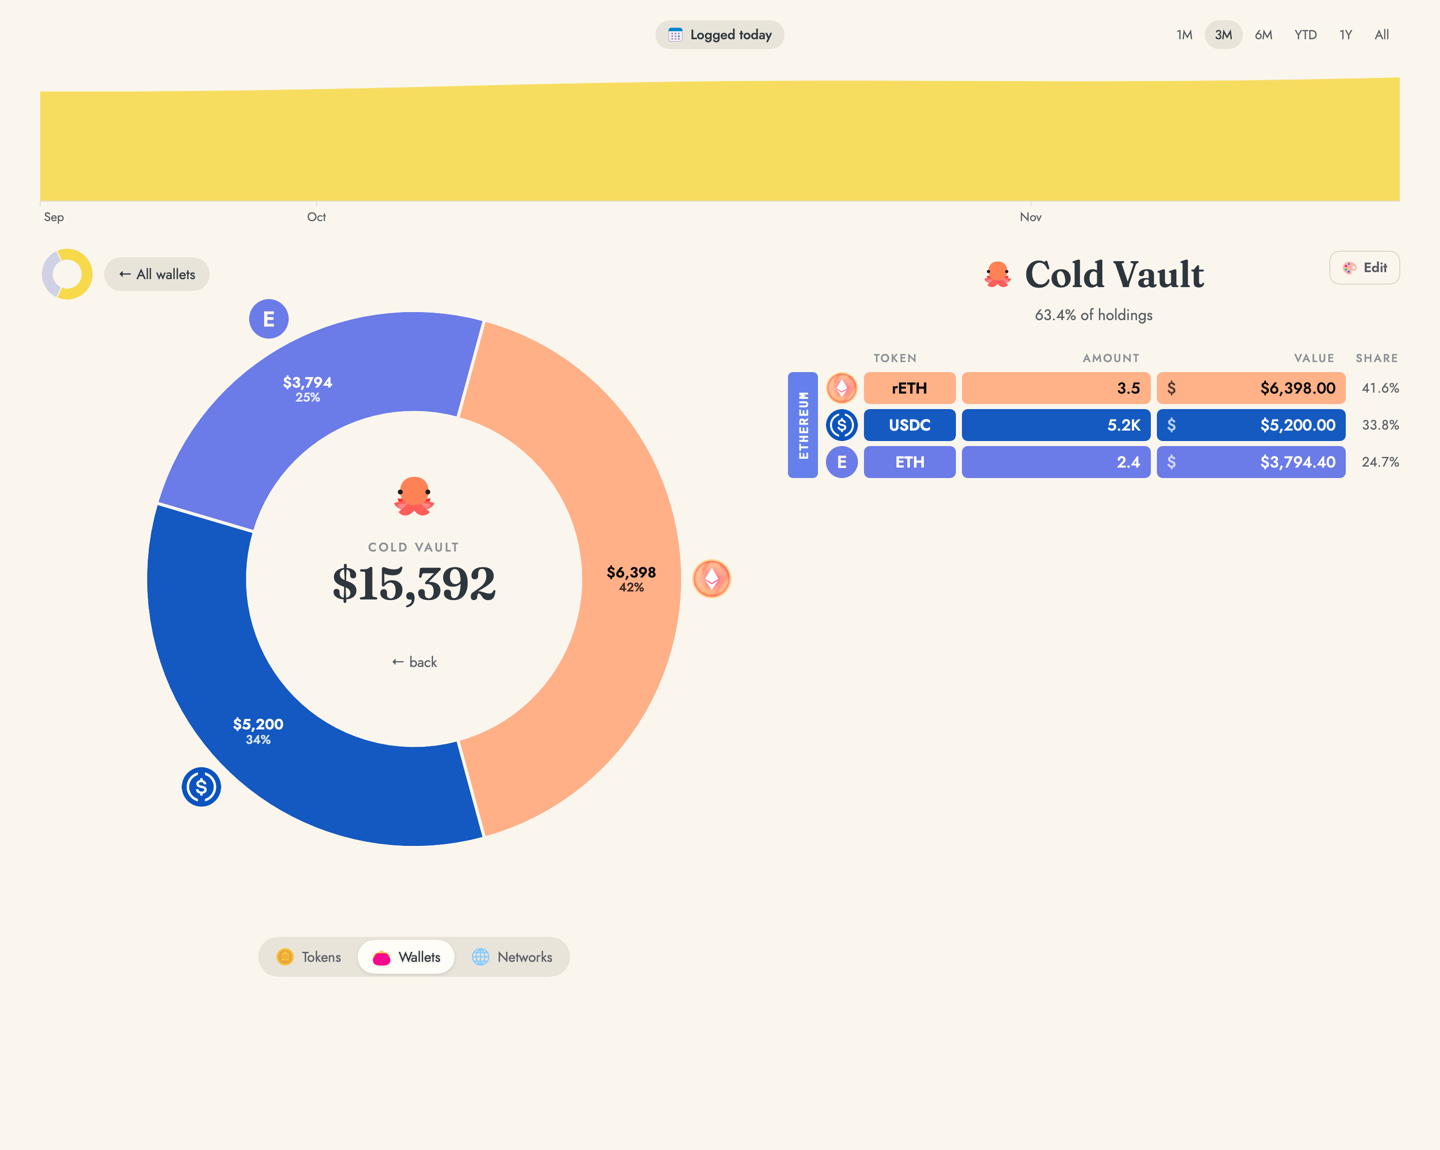 Logged today
1M 3M 6M YTD 1Y All
Sep Oct Nov
← All wallets
E
$3,794
25%
$6,398
42%
$5,200
34%
COLD VAULT
$15,392
← back
Tokens Wallets Networks
Cold Vault
Edit
63.4% of holdings
TOKEN AMOUNT VALUE SHARE
ETHEREUM
rETH 3.5 $ $6,398.00 41.6%
$ USDC 5.2K $ $5,200.00 33.8%
E ETH 2.4 $ $3,794.40 24.7%